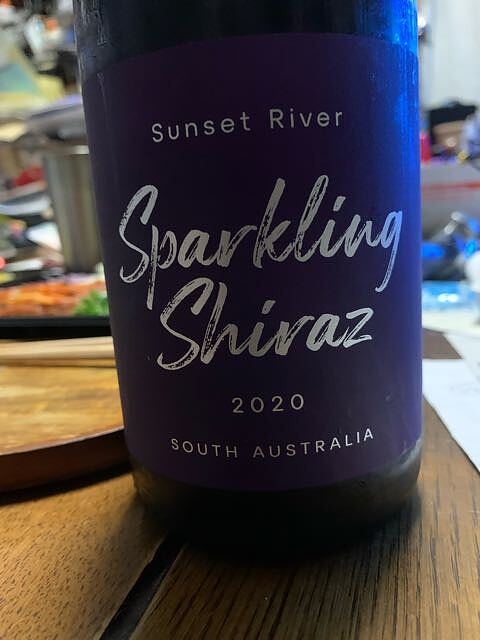 Sunset River
Sparkling
Shiraz
2020
SOUTH AUSTRALIA